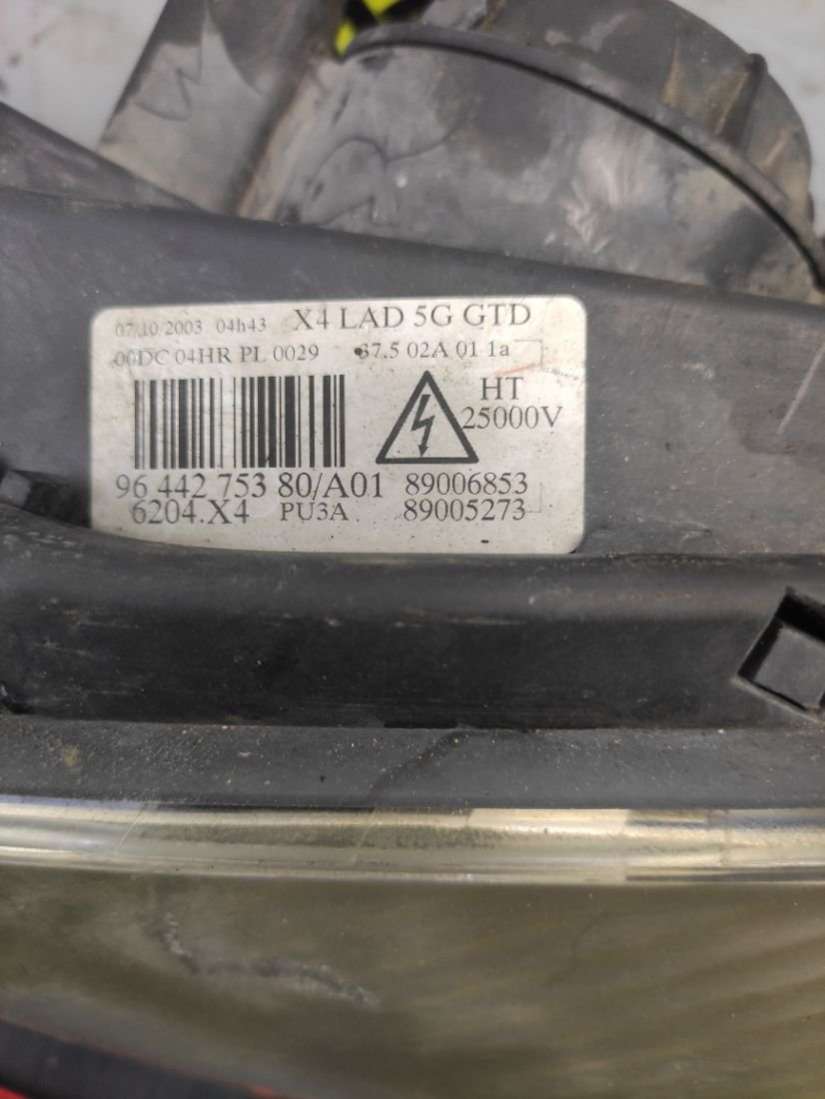 07/10/2003 04h43 X4 LAD 5G GTD
00DC 04HR PL 0029 37.5 02A 01 1a
HT
25000V
96 442 753 80/A01 89006853
6204.X4 PU3A 89005273